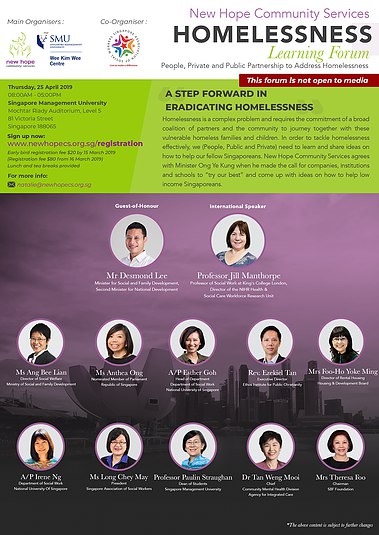 Main Organisers :
Co-Organiser :
New Hope Community Services
HOMELESSNESS
Learning Forum
People, Private and Public Partnership to Address Homelessness
new hope
community services
SMU
Wee Kim Wee
Centre
This forum is not open to media
Thursday, 25 April 2019
08:00AM - 05:00PM
Singapore Management University
Mochtar Riady Auditorium, Level 5
81 Victoria Street
Singapore 188065
Sign up now:
www.newhopecs.org.sg/registration
Early bird registration fee $20 by 15 March 2019
(Registration fee $80 from 16 March 2019)
Lunch and tea breaks provided
For more info:
natalie@newhopecs.org.sg
A STEP FORWARD IN
ERADICATING HOMELESSNESS
Homelessness is a complex problem and requires the commitment of a broad
coalition of partners and the community to journey together with these
vulnerable homeless families and children. In order to tackle homelessness
effectively, we (People, Public and Private) need to learn and share ideas on
how to help our fellow Singaporeans. New Hope Community Services agrees
with Minister Ong Ye Kung when he made the call for companies, institutions
and schools to "try our best" and come up with ideas on how to help low
income Singaporeans.
Guest-of-Honour
International Speaker
Mr Desmond Lee
Minister for Social and Family Development,
Second Minister for National Development
Professor Jill Manthorpe
Professor of Social Work at King's College London,
Director of the NIHR Health &
Social Care Workforce Research Unit
Ms Ang Bee Lian
Director of Social Welfare
Ministry of Social and Family Development
Ms Anthea Ong
Nominated Member of Parliament
Republic of Singapore
A/P Esther Goh
Head of Department
Department of Social Work
National University of Singapore
Rev. Ezekiel Tan
Executive Director
Ethos Institute for Public Christianity
Mrs Foo-Ho Yoke Ming
Director of Rental Housing
Housing & Development Board
A/P Irene Ng
Department of Social Work
National University Of Singapore
Ms Long Chey May
President
Singapore Association of Social Workers
Professor Paulin Straughan
Dean of Students
Singapore Management University
Dr Tan Weng Mooi
Chief
Community Mental Health Division
Agency for Integrated Care
Mrs Theresa Foo
Chairman
SBF Foundation
*The above content is subject to further changes